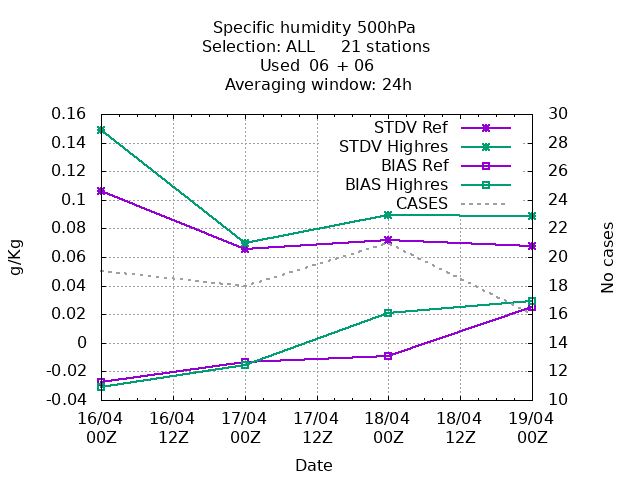 Specific humidity 500hPa
Selection: ALL 21 stations
Used 06 + 06
Averaging window: 24h
0.16
0.14
0.12
0.1
0.08
0.06
0.04
0.02
0
-0.02
-0.04
30
28
26
24
22
20
18
16
14
12
10
STDV Ref
STDV Highres
BIAS Ref
BIAS Highres
CASES
g/Kg
No cases
16/04 16/04 17/04 17/04 18/04 18/04 19/04
00Z 12Z 00Z 12Z 00Z 12Z 00Z
Date